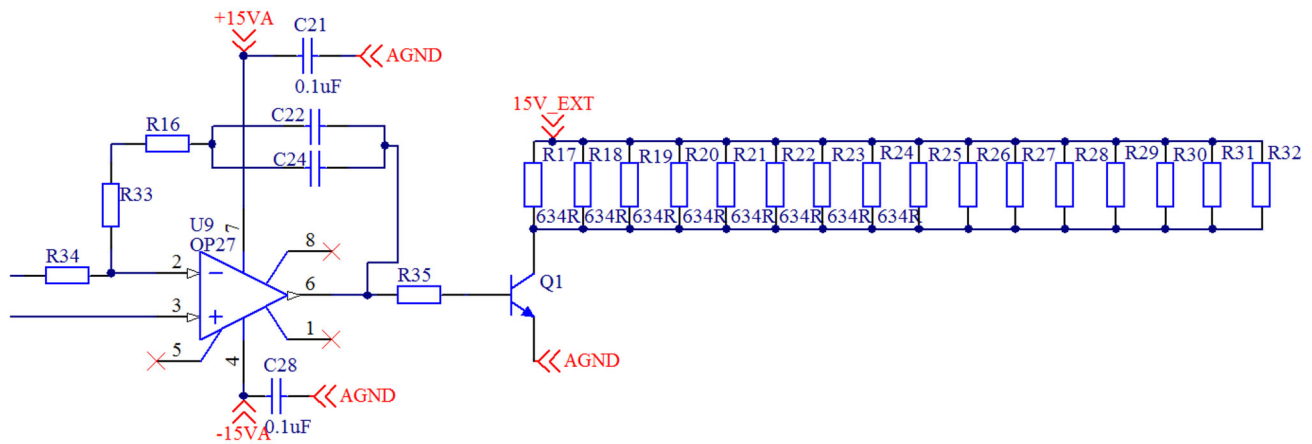 +15VA
C21
AGND
0.1uF
C22
15V_EXT
R16
C24
R17 R18 R19 R20 R21 R22 R23 R24 R25 R26 R27 R28 R29 R30 R31 R32
R33
634R 634R 634R 634R 634R 634R 634R 634R
U9
OP27
7
8
R34
2
6
R35
Q1
3
1
5
4
C28
AGND
AGND
0.1uF
-15VA